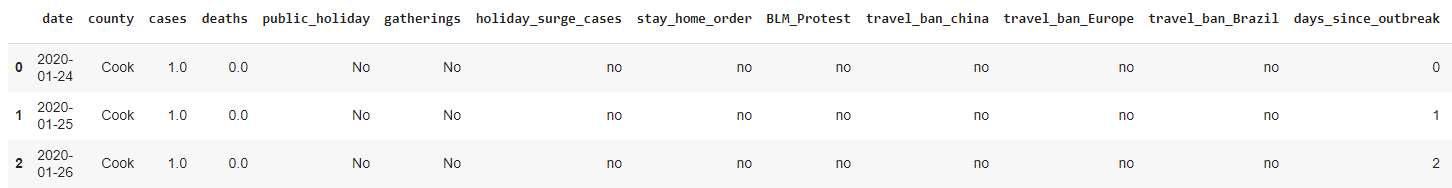 date county cases deaths public_holiday gatherings holiday_surge_cases stay_home_order BLM_Protest travel_ban_china travel_ban_Europe travel_ban_Brazil days_since_outbreak
0 2020-01-24 Cook 1.0 0.0 No No no no no no no no 0
1 2020-01-25 Cook 1.0 0.0 No No no no no no no no 1
2 2020-01-26 Cook 1.0 0.0 No No no no no no no no 2